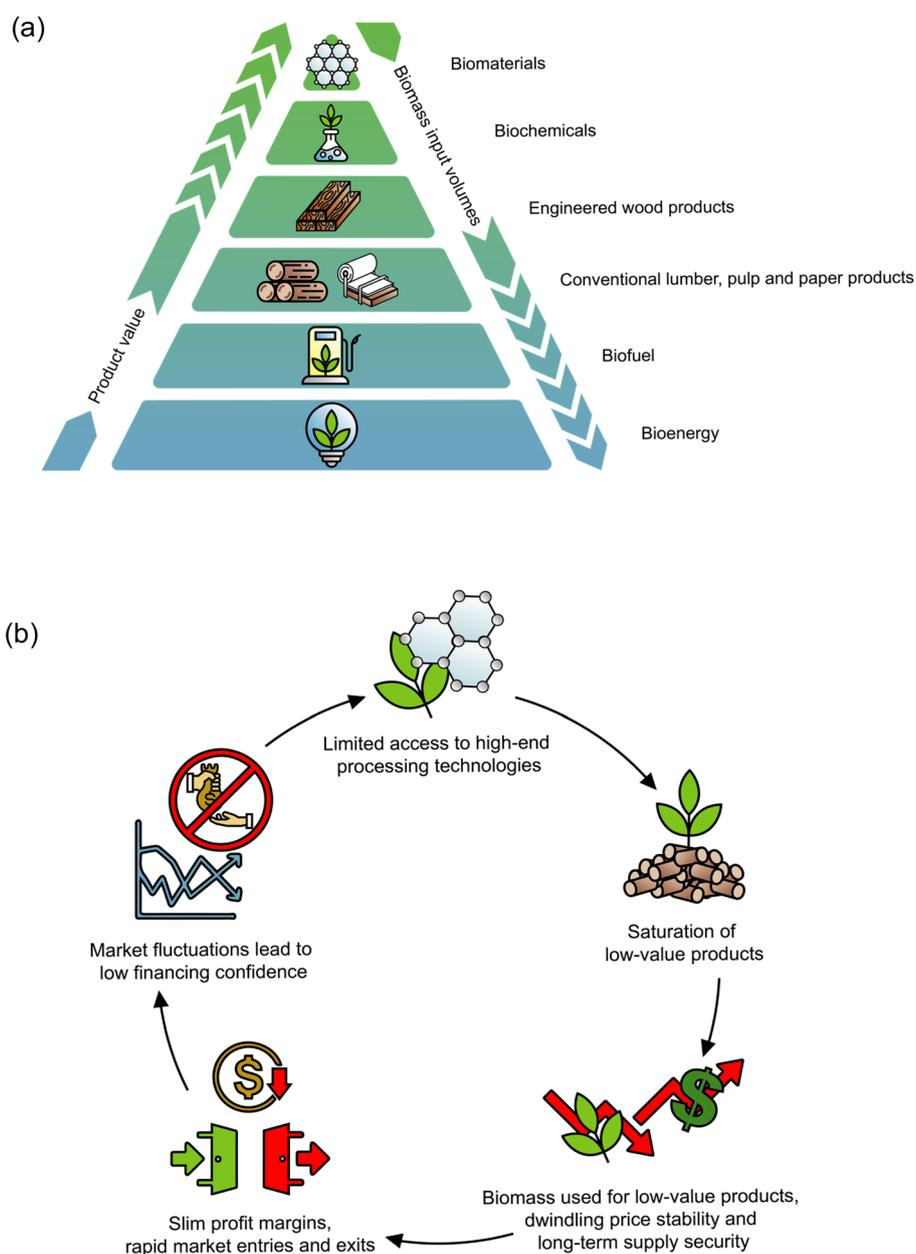 (a)
Biomaterials
Biomass input volumes
Biochemicals
Engineered wood products
Conventional lumber, pulp and paper products
Product value
Biofuel
Bioenergy
(b)
Limited access to high-end
processing technologies
Saturation of
low-value products
Biomass used for low-value products,
dwindling price stability and
long-term supply security
Slim profit margins,
rapid market entries and exits
Market fluctuations lead to
low financing confidence